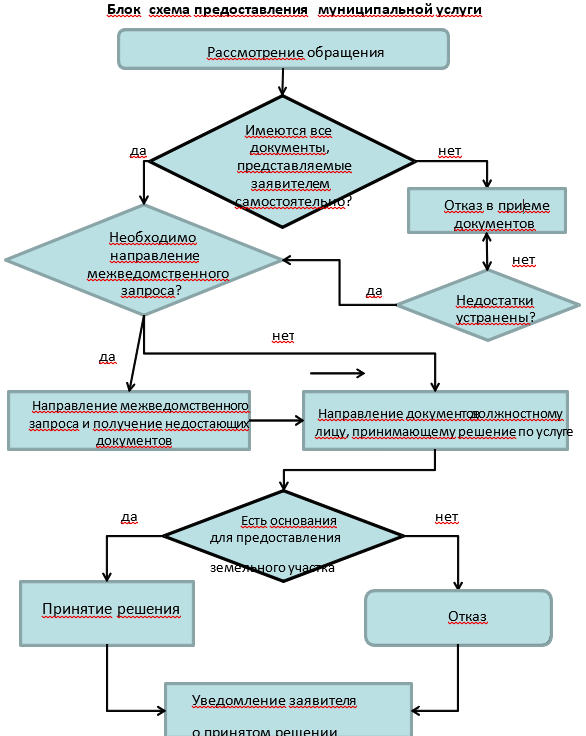 Блок схема предоставления муниципальной услуги
Рассмотрение обращения
Имеются все
документы,
представляемые
заявителем
самостоятельно?
да
нет
Отказ в приеме
документов
Необходимо
направление
межведомственного
запроса?
нет
да
Недостатки
устранены?
нет
да
Направление межведомственного
запроса и получение недостающих
документов
Направление документов должностному
лицу, принимающему решение по услуге
да
нет
Есть основания
для предоставления
земельного участка
Принятие решения
Отказ
Уведомление заявителя
о принятом решении